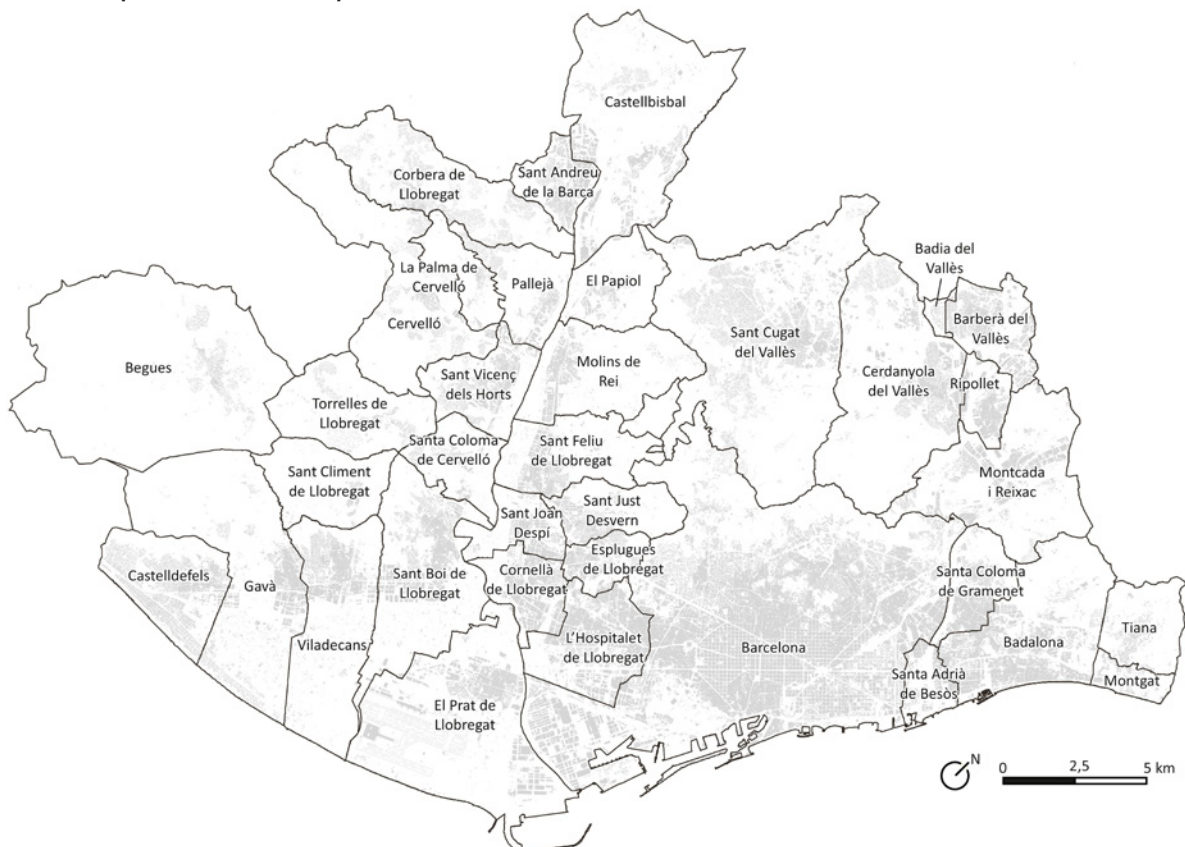 Castellbisbal
Corbera de
Llobregat
Sant Andreu
de la Barca
La Palma de
Cervelló
Pallejà
El Papiol
Badia del
Vallès
Barberà del
Vallès
Cervelló
Sant Cugat
del Vallès
Begues
Sant Vicenç
dels Horts
Molins de
Rei
Cerdanyola
del Vallès
Ripollet
Torrelles de
Llobregat
Santa Coloma
de Cervelló
Sant Feliu
de Llobregat
Sant Climent
de Llobregat
Montcada
i Reixac
Sant Just
Desvern
Sant Joan
Despí
Esplugues
de Llobregat
Castelldefels
Gavà
Sant Boi de
Llobregat
Cornellà
de Llobregat
Santa Coloma
de Gramenet
Viladecans
L'Hospitalet
de Llobregat
Barcelona
Badalona
Tiana
Santa Adrià
de Besòs
Montgat
El Prat de
Llobregat
N
0 2,5 5 km